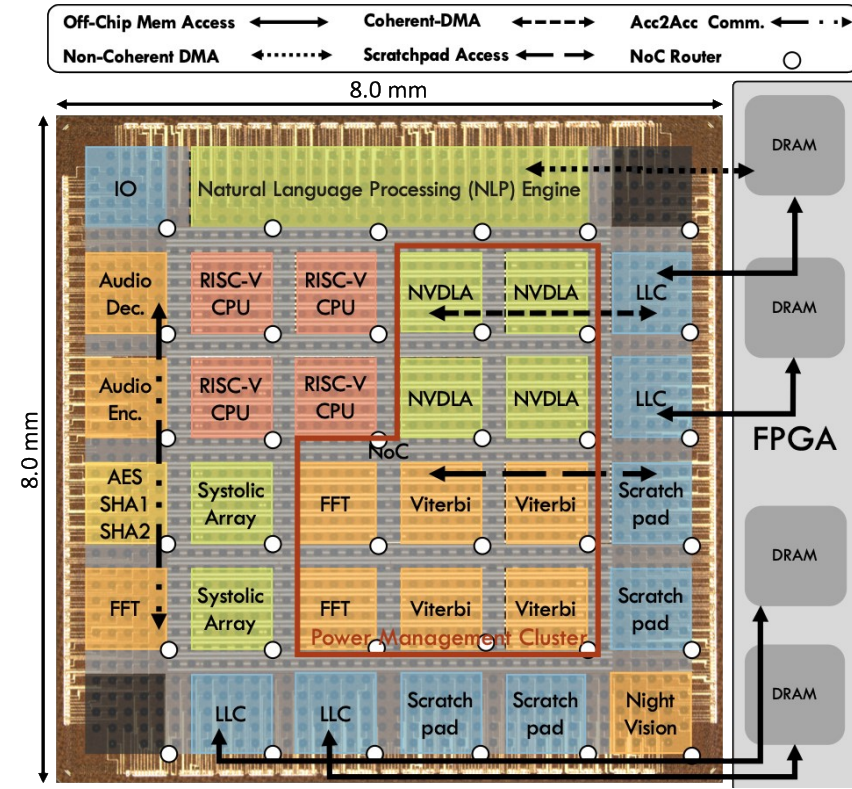 Off-Chip Mem Access
Coherent-DMA
Acc2Acc Comm.
Non-Coherent DMA
Scratchpad Access
NoC Router
8.0 mm
8.0 mm
IO
Natural Language Processing (NLP) Engine
DRAM
Audio
Dec.
RISC-V
CPU
RISC-V
CPU
NVDLA
NVDLA
LLC
DRAM
Audio
Enc.
RISC-V
CPU
RISC-V
CPU
NVDLA
NVDLA
LLC
FPGA
NoC
AES
SHA1
SHA2
Systolic
Array
FFT
Viterbi
Viterbi
Scratch
pad
DRAM
FFT
Systolic
Array
FFT
Viterbi
Viterbi
Scratch
pad
Power Management Cluster
DRAM
LLC
LLC
Scratch
pad
Scratch
pad
Night
Vision